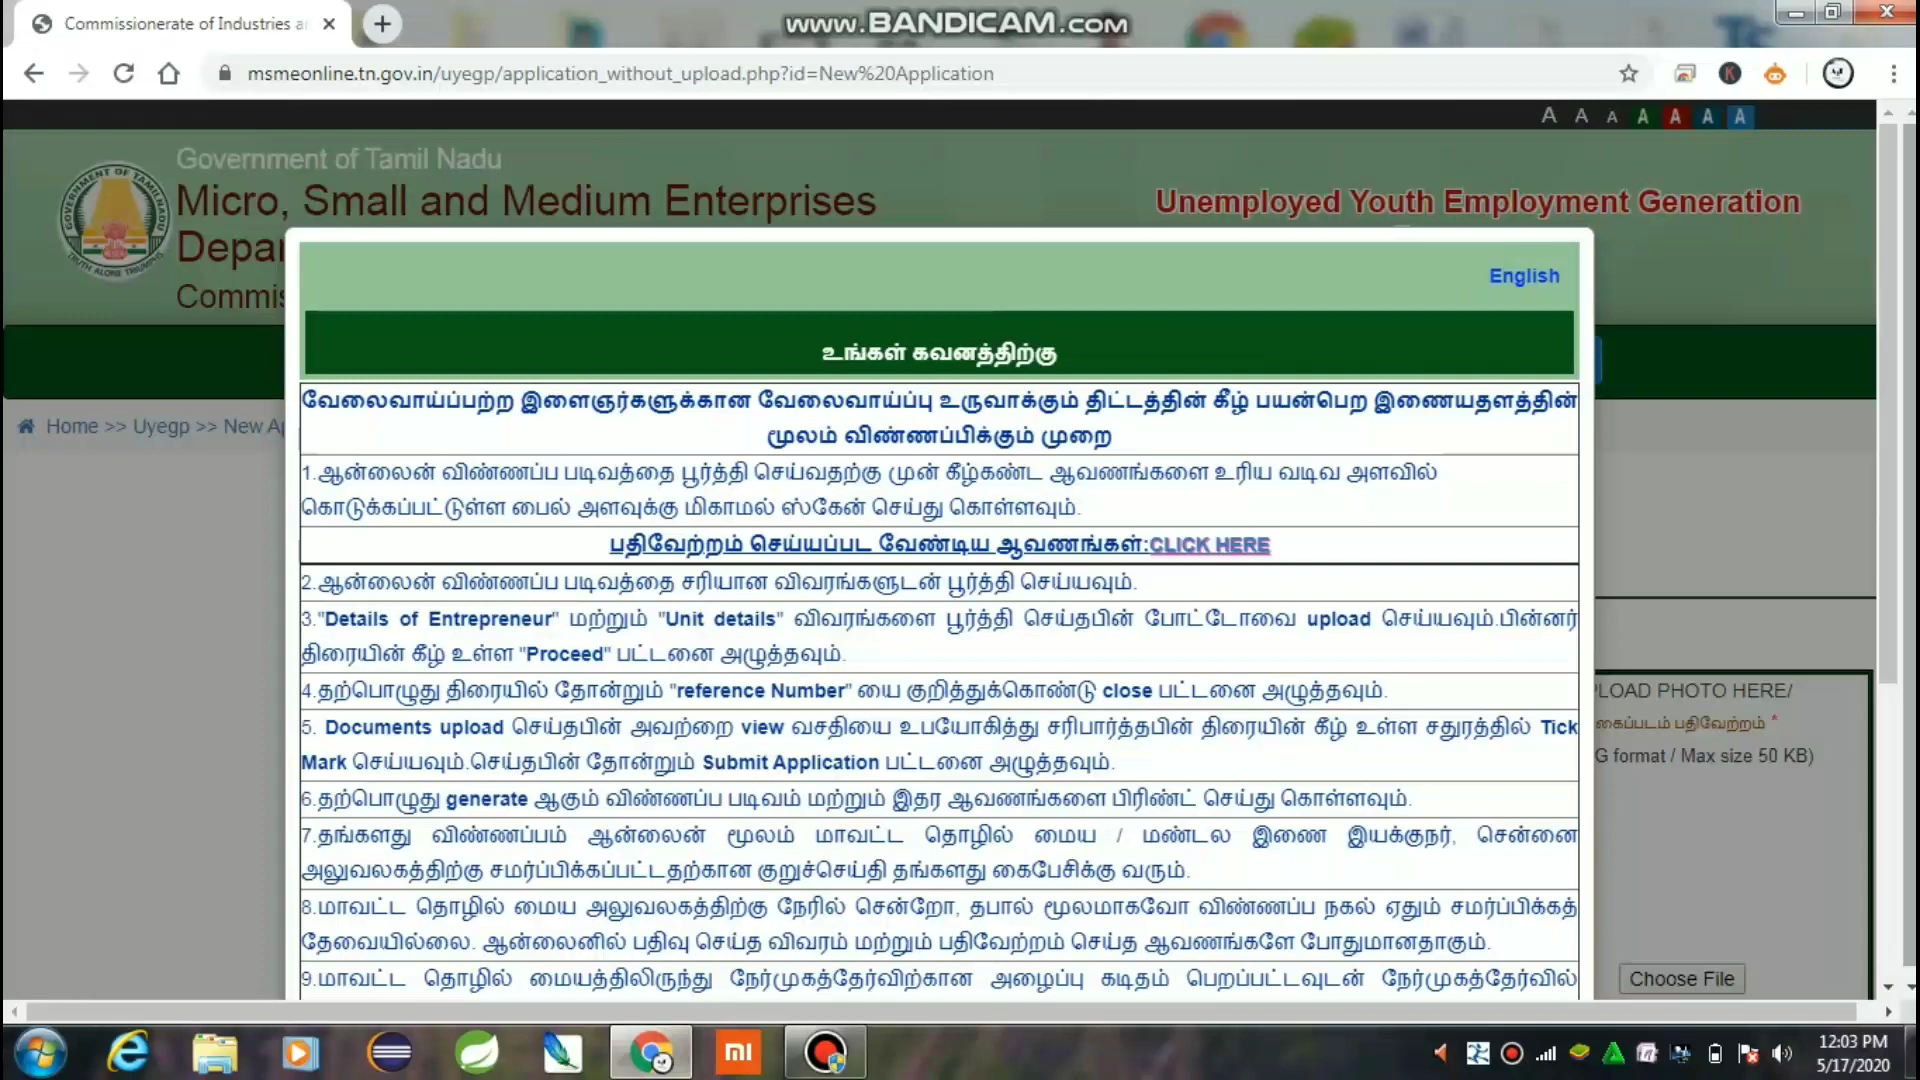 Commissionerate of Industries a
www.BANDICAM.com
msmeonline.tn.gov.in/uyegp/application_without_upload.php?id=New%20Application
A A A A A A A
Government of Tamil Nadu
Micro, Small and Medium Enterprises
Unemployed Youth Employment Generation
Depar
Commis
English
உங்கள் கவனத்திற்கு
Home >> Uyegp >> New Ap
வேலைவாய்ப்பற்ற இளைஞர்களுக்கான வேலைவாய்ப்பு உருவாக்கும் திட்டத்தின் கீழ் பயன்பெற இணையதளத்தின்
மூலம் விண்ணப்பிக்கும் முறை
1.ஆன்லைன் விண்ணப்ப படிவத்தை பூர்த்தி செய்வதற்கு முன் கீழ்கண்ட ஆவணங்களை உரிய வடிவ அளவில்
கொடுக்கப்பட்டுள்ள பைல் அளவுக்கு மிகாமல் ஸ்கேன் செய்து கொள்ளவும்.
பதிவேற்றம் செய்யப்பட வேண்டிய ஆவணங்கள்:CLICK HERE
2.ஆன்லைன் விண்ணப்ப படிவத்தை சரியான விவரங்களுடன் பூர்த்தி செய்யவும்.
3."Details of Entrepreneur" மற்றும் "Unit details" விவரங்களை பூர்த்தி செய்தபின் போட்டோவை upload செய்யவும்.பின்னர்
திரையின் கீழ் உள்ள "Proceed" பட்டனை அழுத்தவும்.
4.தற்பொழுது திரையில் தோன்றும் "reference Number" யை குறித்துக்கொண்டு close பட்டனை அழுத்தவும்.
5. Documents upload செய்தபின் அவற்றை view வசதியை உபயோகித்து சரிபார்த்தபின் திரையின் கீழ் உள்ள சதுரத்தில் Tick
Mark செய்யவும்.செய்தபின் தோன்றும் Submit Application பட்டனை அழுத்தவும்.
6.தற்பொழுது generate ஆகும் விண்ணப்ப படிவம் மற்றும் இதர ஆவணங்களை பிரிண்ட் செய்து கொள்ளவும்.
7.தங்களது விண்ணப்பம் ஆன்லைன் மூலம் மாவட்ட தொழில் மைய / மண்டல இணை இயக்குநர், சென்னை
அலுவலகத்திற்கு சமர்ப்பிக்கப்பட்டதற்கான குறுச்செய்தி தங்களது கைபேசிக்கு வரும்.
8.மாவட்ட தொழில் மைய அலுவலகத்திற்கு நேரில் சென்றோ, தபால் மூலமாகவோ விண்ணப்ப நகல் ஏதும் சமர்ப்பிக்கத்
தேவையில்லை. ஆன்லைனில் பதிவு செய்த விவரம் மற்றும் பதிவேற்றம் செய்த ஆவணங்களே போதுமானதாகும்.
9.மாவட்ட தொழில் மையத்திலிருந்து நேர்முகத்தேர்விற்கான அழைப்பு கடிதம் பெறப்பட்டவுடன் நேர்முகத்தேர்வில்
PLOAD PHOTO HERE/
கைப்படம் பதிவேற்றம் *
G format / Max size 50 KB)
Choose File
12:03 PM
5/17/2020